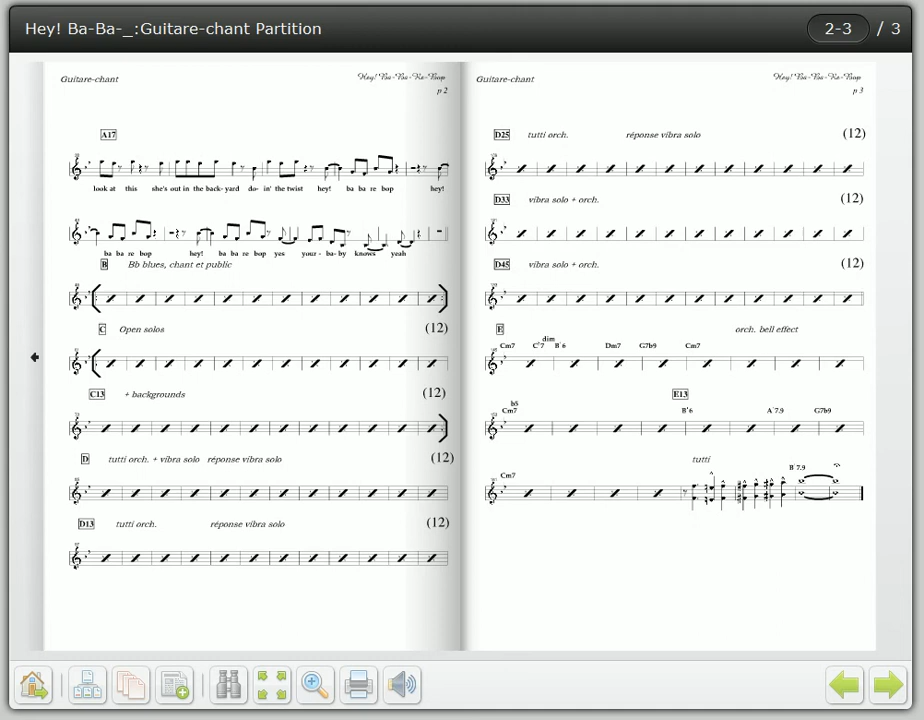 Hey! Ba-Ba-_:Guitare-chant Partition
2-3 / 3
Guitare-chant
Hey! Ba-Ba-Re-Bop
p 2
A17
look at this she's out in the back-yard do- in' the twist hey! ba ba re bop hey!
ba ba re bop hey! ba ba re bop yes your-ba-by knows yeah
B Bb blues, chant et public
C Open solos (12)
C13 + backgrounds (12)
D tutti orch. + vibra solo réponse vibra solo (12)
D13 tutti orch. réponse vibra solo (12)
Guitare-chant
Hey! Ba-Ba-Re-Bop
p 3
D25 tutti orch. réponse vibra solo (12)
D33 vibra solo + orch. (12)
D45 vibra solo + orch. (12)
E orch. bell effect
Cm7 C°7 dim B♭6 Dm7 G7b9 Cm7
E13
Cm7 b5 B♭6 A♭7.9 G7b9
tutti
Cm7 B♭7.9